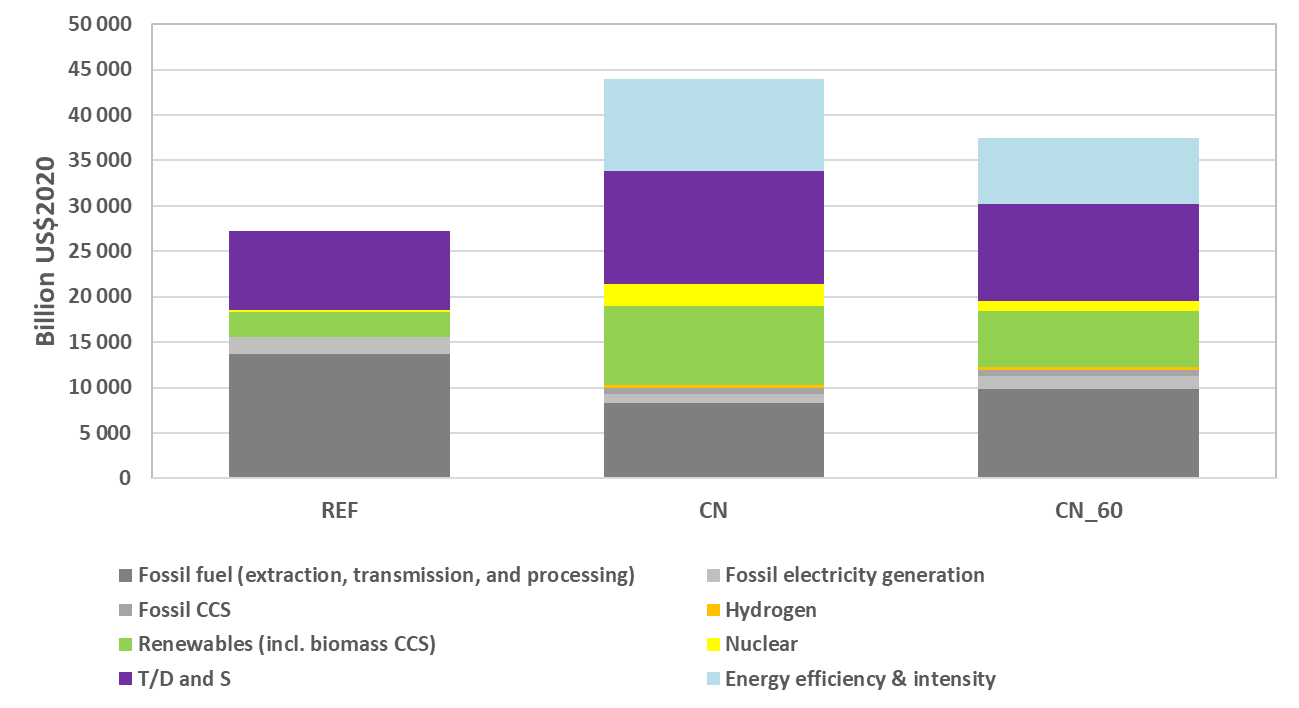 50 000
45 000
40 000
35 000
30 000
25 000
20 000
15 000
10 000
5 000
0
Billion US$2020
REF CN CN_60
Fossil fuel (extraction, transmission, and processing) Fossil electricity generation
Fossil CCS Hydrogen
Renewables (incl. biomass CCS) Nuclear
T/D and S Energy efficiency & intensity